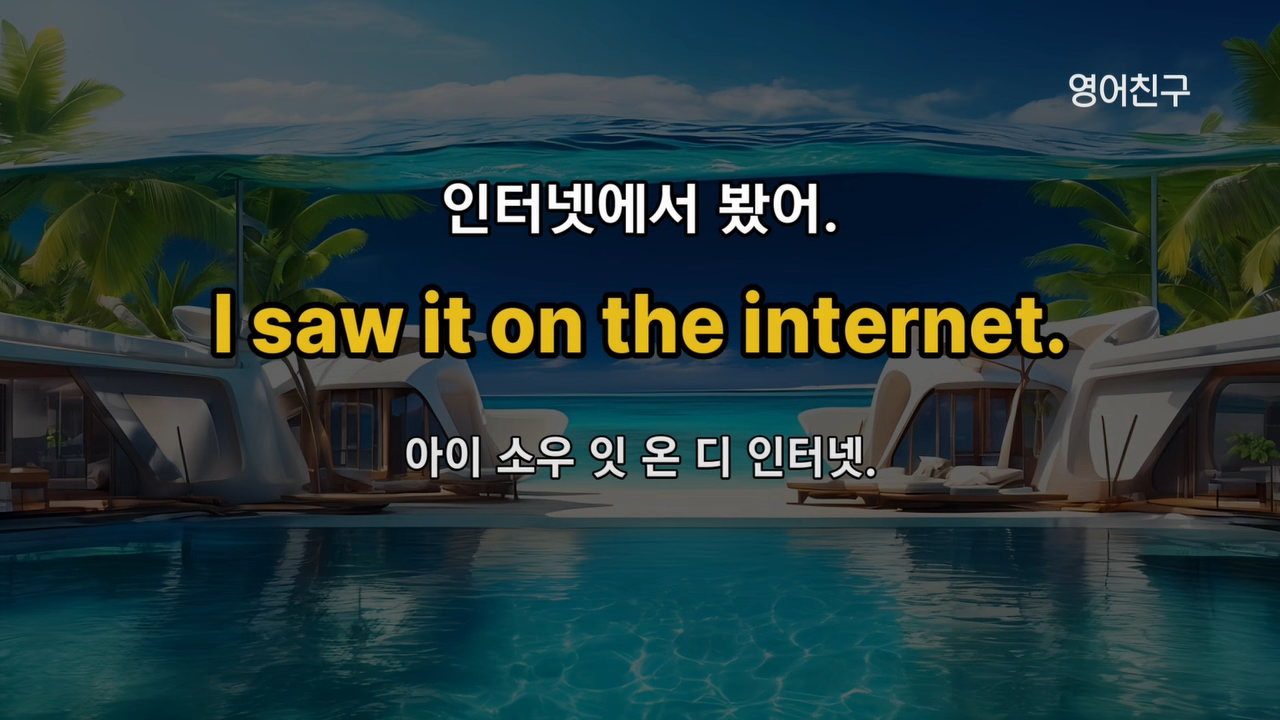 영어친구
인터넷에서 봤어.
I saw it on the internet.
아이 소우 잇 온 디 인터넷.